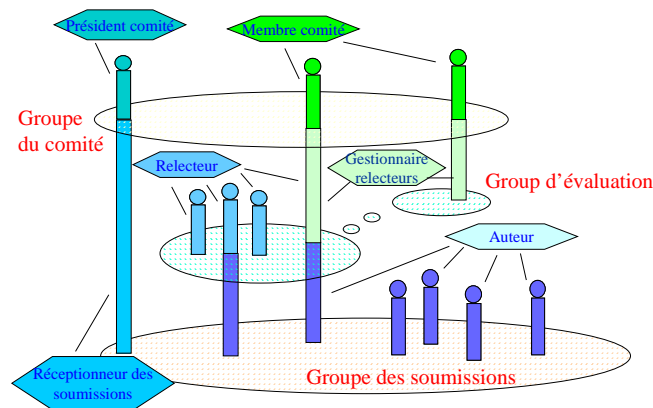 Président comité
Membre comité
Groupe
du comité
Relecteur
Gestionnaire
relecteurs
Group d'évaluation
Auteur
Réceptionneur des
soumissions
Groupe des soumissions